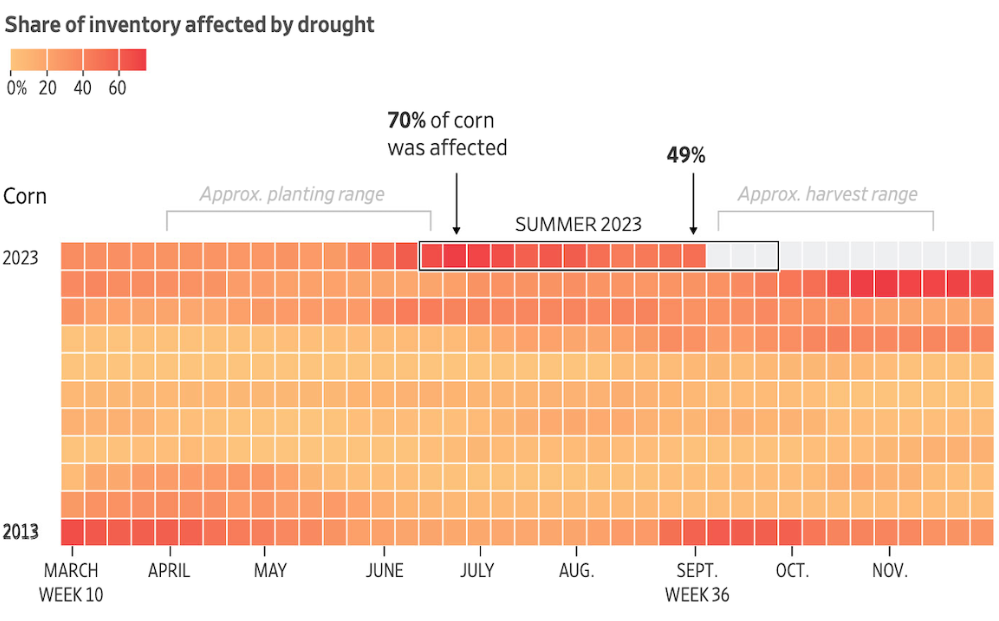 Share of inventory affected by drought
0% 20 40 60
70% of corn
was affected
49%
Corn
Approx. planting range
Approx. harvest range
SUMMER 2023
2023
2013
MARCH APRIL MAY JUNE JULY AUG. SEPT. OCT. NOV.
WEEK 10 WEEK 36